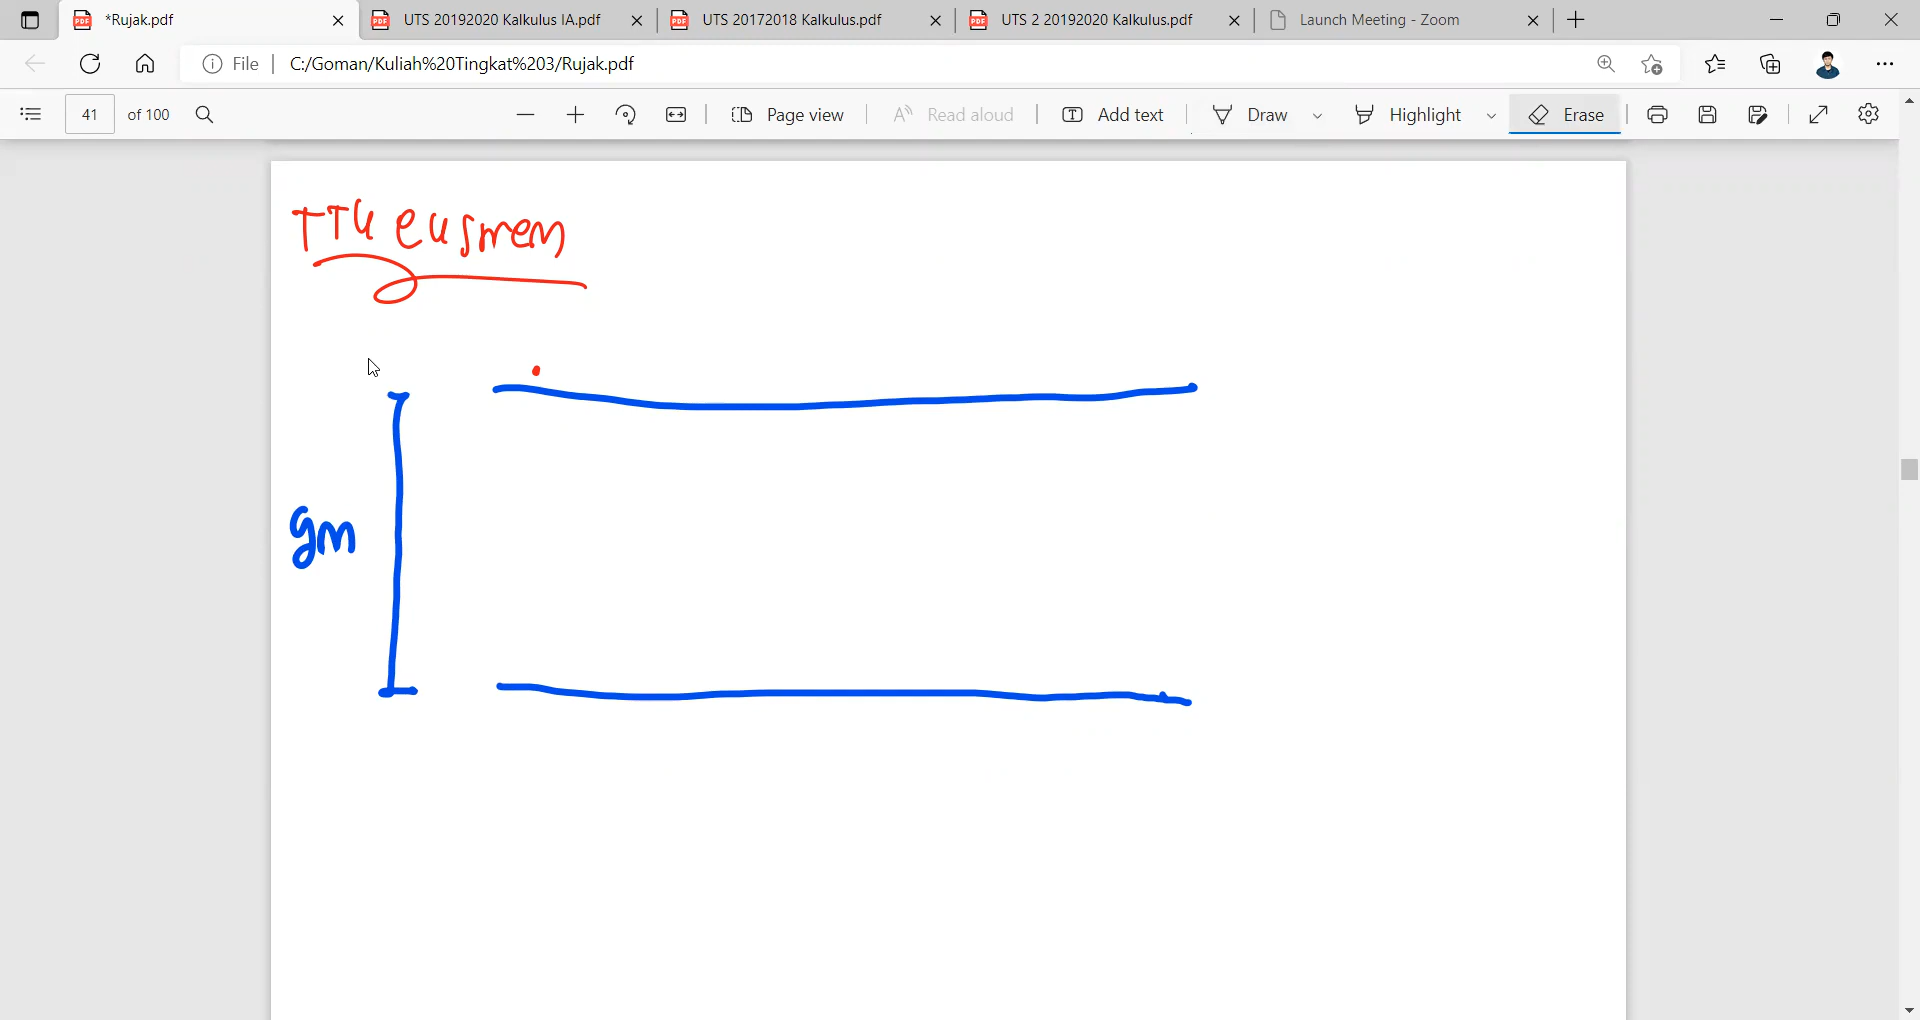 *Rujak.pdf
UTS 20192020 Kalkulus IA.pdf
UTS 20172018 Kalkulus.pdf
UTS 2 20192020 Kalkulus.pdf
Launch Meeting - Zoom
File
C:/Goman/Kuliah%20Tingkat%203/Rujak.pdf
41 of 100
Page view
Read aloud
Add text
Draw
Highlight
Erase
gm